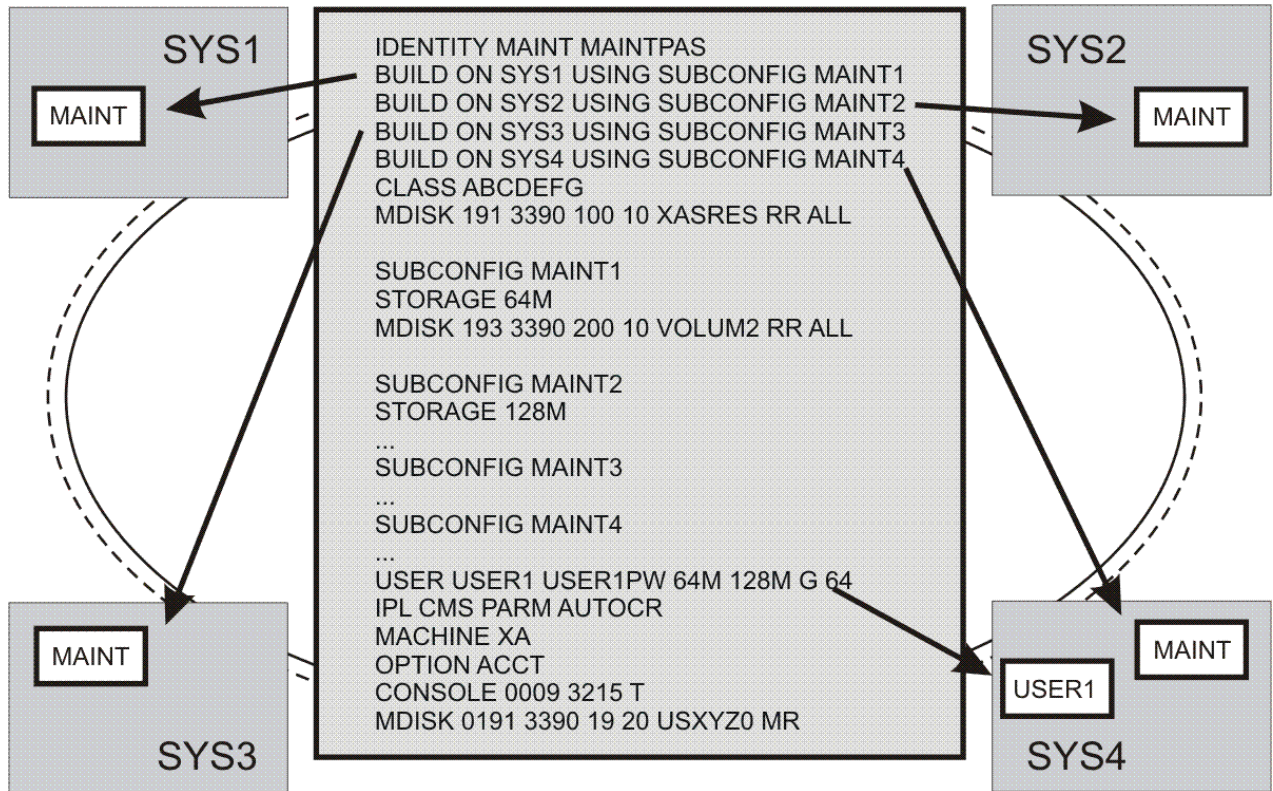 SYS1
MAINT
IDENTITY MAINT MAINTPAS
BUILD ON SYS1 USING SUBCONFIG MAINT1
BUILD ON SYS2 USING SUBCONFIG MAINT2
BUILD ON SYS3 USING SUBCONFIG MAINT3
BUILD ON SYS4 USING SUBCONFIG MAINT4
CLASS ABCDEFG
MDISK 191 3390 100 10 XASRES RR ALL
SUBCONFIG MAINT1
STORAGE 64M
MDISK 193 3390 200 10 VOLUM2 RR ALL
SUBCONFIG MAINT2
STORAGE 128M
...
SUBCONFIG MAINT3
...
SUBCONFIG MAINT4
...
USER USER1 USER1PW 64M 128M G 64
IPL CMS PARM AUTOCR
MACHINE XA
OPTION ACCT
CONSOLE 0009 3215 T
MDISK 0191 3390 19 20 USXYZ0 MR
SYS2
MAINT
MAINT
SYS3
MAINT
USER1
SYS4